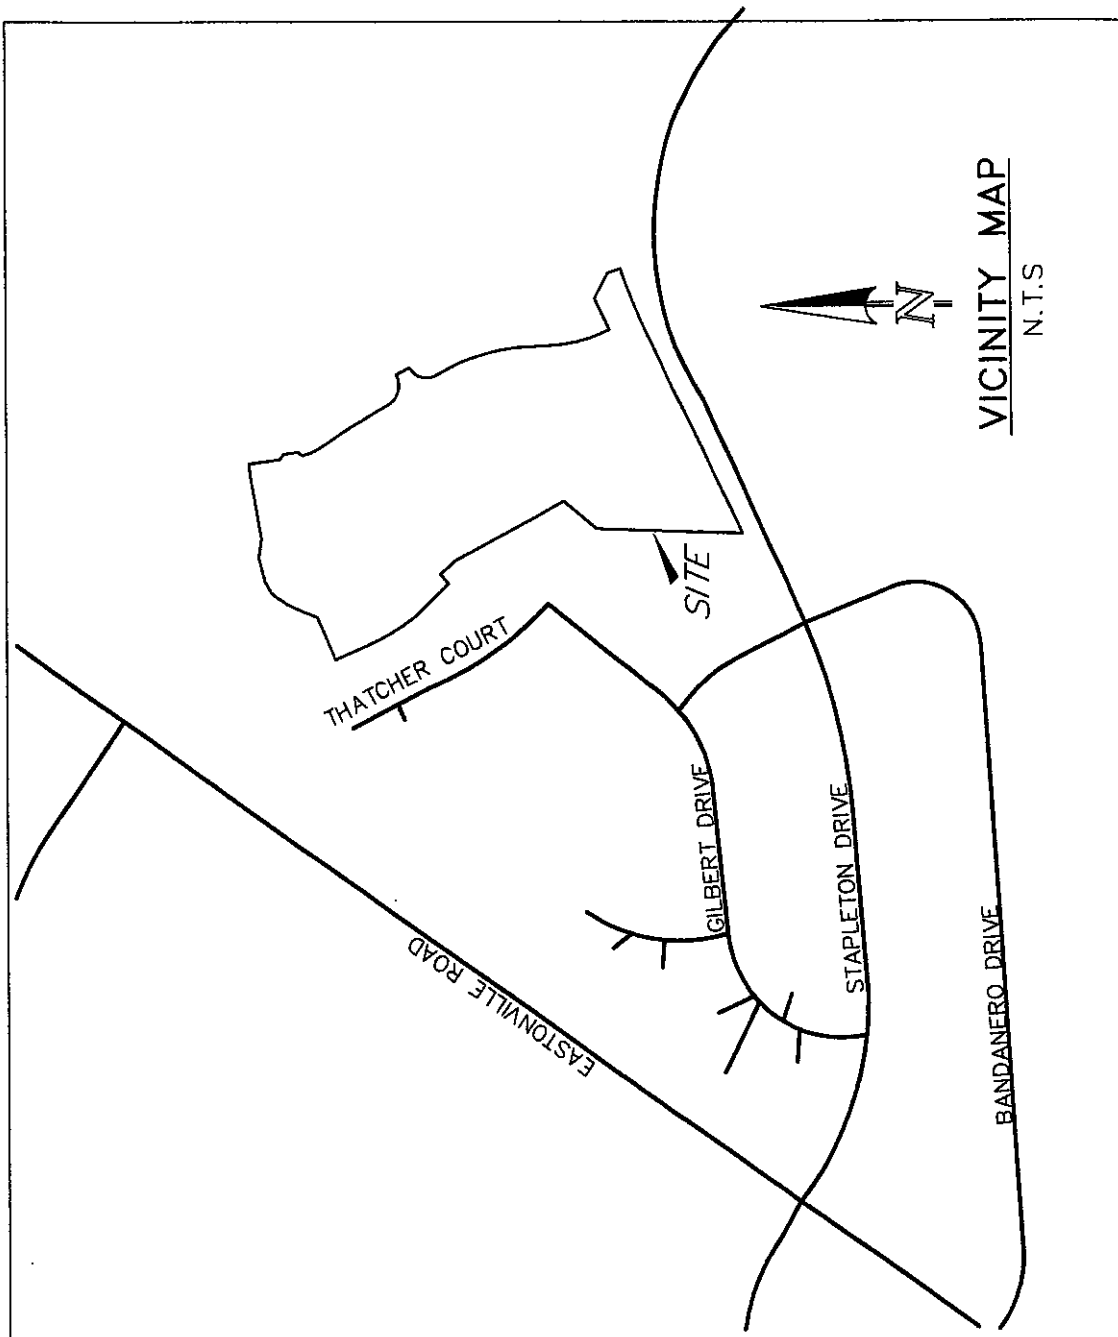 THATCHER COURT
SITE
GILBERT DRIVE
STAPLETON DRIVE
EASTONVILLE ROAD
BANDANERO DRIVE
N
VICINITY MAP
N.T.S